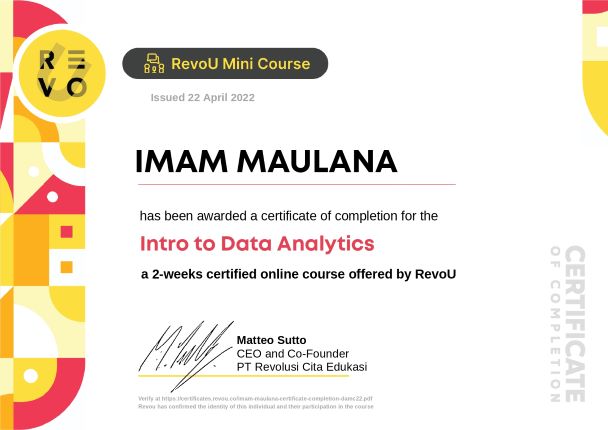 RE
VO
RevoU Mini Course
Issued 22 April 2022
IMAM MAULANA
has been awarded a certificate of completion for the
Intro to Data Analytics
a 2-weeks certified online course offered by RevoU
Matteo Sutto
CEO and Co-Founder
PT Revolusi Cita Edukasi
Verify at https://certificates.revou.co/imam-maulana-certificate-completion-damc22.pdf
Revou has confirmed the identity of this individual and their participation in the course
CERTIFICATE
OF COMPLETION